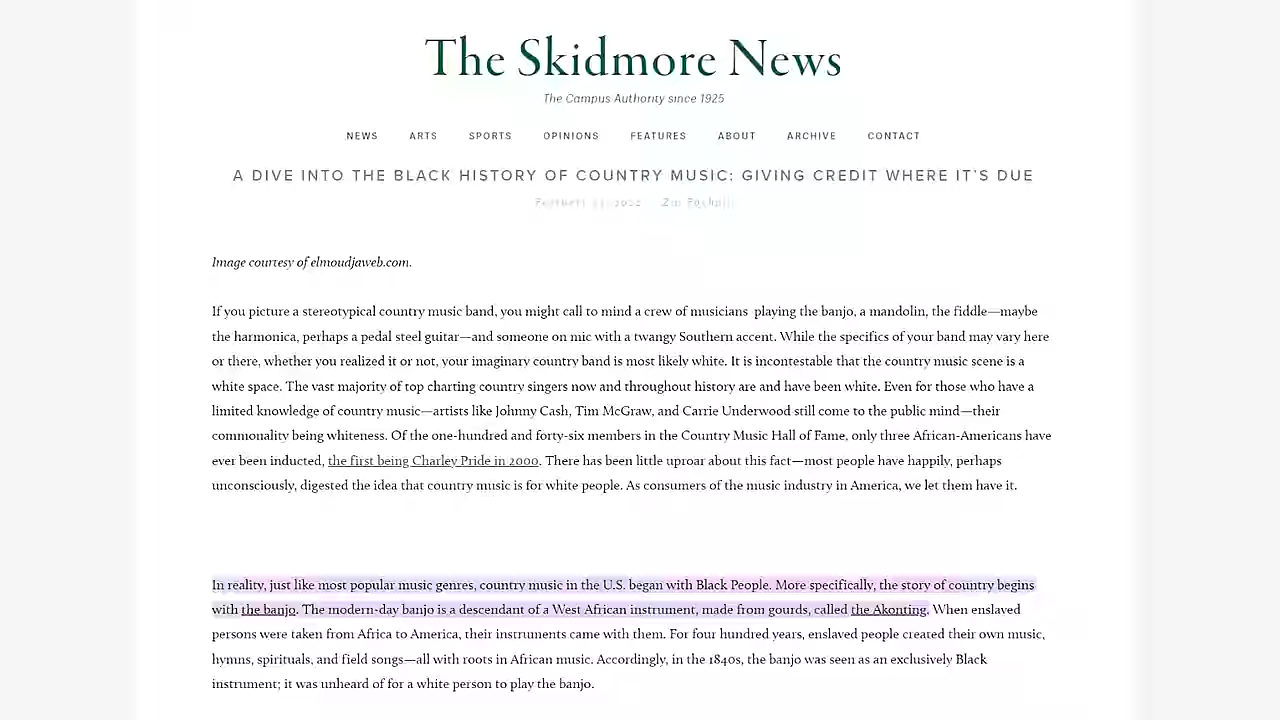 The Skidmore News
The Campus Authority since 1925
NEWS ARTS SPORTS OPINIONS FEATURES ABOUT ARCHIVE CONTACT
A DIVE INTO THE BLACK HISTORY OF COUNTRY MUSIC: GIVING CREDIT WHERE IT'S DUE
Image courtesy of elmoudjaweb.com.
If you picture a stereotypical country music band, you might call to mind a crew of musicians playing the banjo, a mandolin, the fiddle—maybe
the harmonica, perhaps a pedal steel guitar—and someone on mic with a twangy Southern accent. While the specifics of your band may vary here
or there, whether you realized it or not, your imaginary country band is most likely white. It is incontestable that the country music scene is a
white space. The vast majority of top charting country singers now and throughout history are and have been white. Even for those who have a
limited knowledge of country music—artists like Johnny Cash, Tim McGraw, and Carrie Underwood still come to the public mind—their
commonality being whiteness. Of the one-hundred and forty-six members in the Country Music Hall of Fame, only three African-Americans have
ever been inducted, the first being Charley Pride in 2000. There has been little uproar about this fact—most people have happily, perhaps
unconsciously, digested the idea that country music is for white people. As consumers of the music industry in America, we let them have it.
In reality, just like most popular music genres, country music in the U.S. began with Black People. More specifically, the story of country begins
with the banjo. The modern-day banjo is a descendant of a West African instrument, made from gourds, called the Akonting. When enslaved
persons were taken from Africa to America, their instruments came with them. For four hundred years, enslaved people created their own music,
hymns, spirituals, and field songs—all with roots in African music. Accordingly, in the 1840s, the banjo was seen as an exclusively Black
instrument; it was unheard of for a white person to play the banjo.